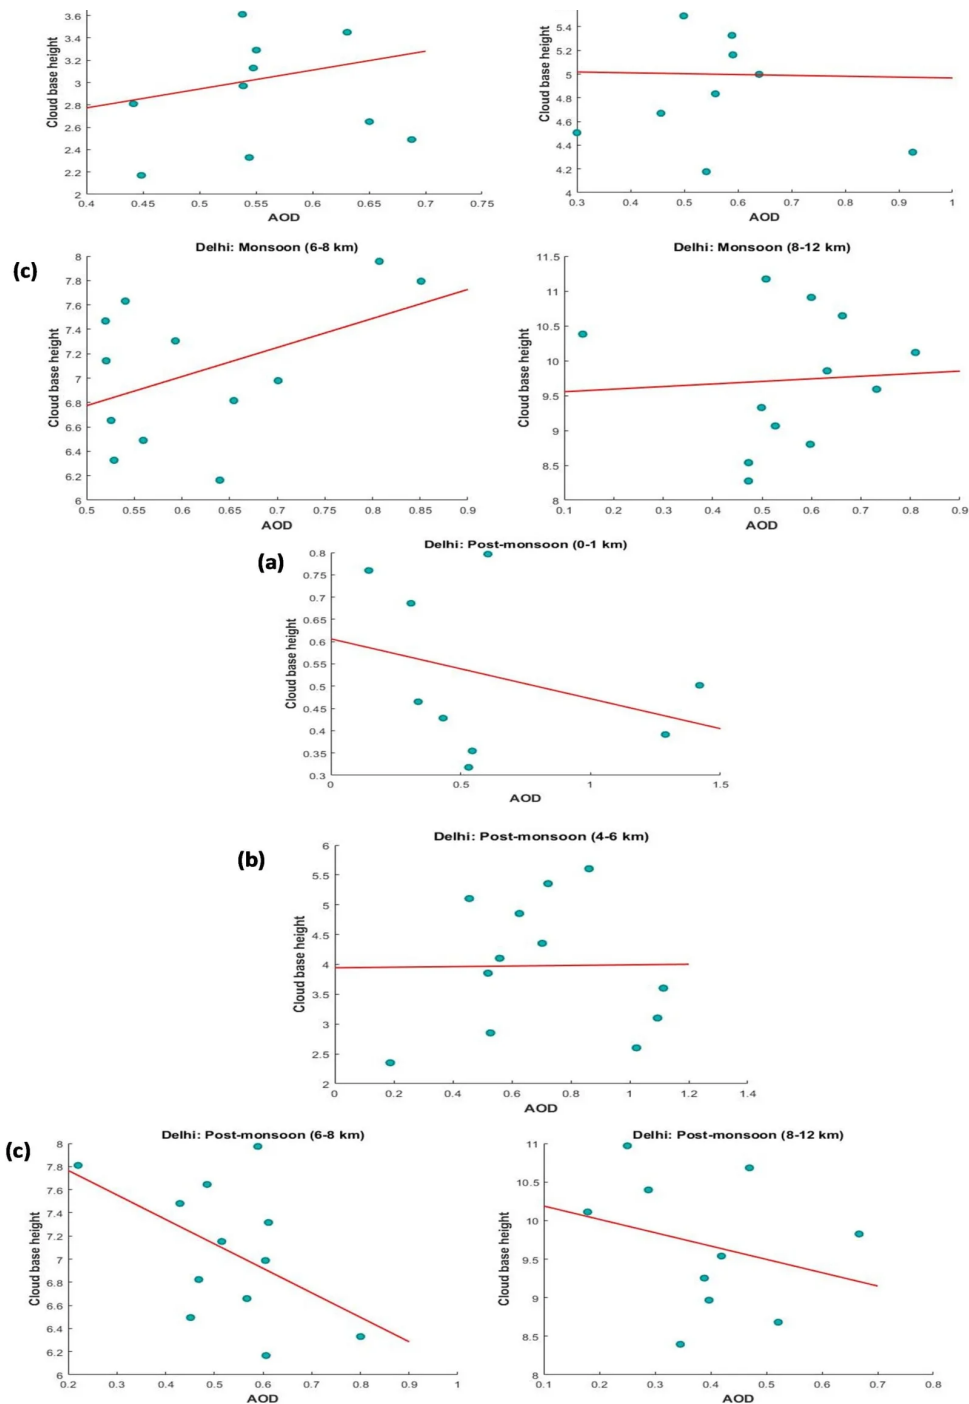 3.6
3.4
3.2
3
2.8
2.6
2.4
2.2
2
Cloud base height
0.4 0.45 0.5 0.55 0.6 0.65 0.7 0.75
AOD
5.4
5.2
5
4.8
4.6
4.4
4.2
4
Cloud base height
0.3 0.4 0.5 0.6 0.7 0.8 0.9 1
AOD
(c)
Delhi: Monsoon (6-8 km)
8
7.8
7.6
7.4
7.2
7
6.8
6.6
6.4
6.2
6
Cloud base height
0.5 0.55 0.6 0.65 0.7 0.75 0.8 0.85 0.9
AOD
Delhi: Monsoon (8-12 km)
11.5
11
10.5
10
9.5
9
8.5
8
Cloud base height
0.1 0.2 0.3 0.4 0.5 0.6 0.7 0.8 0.9
AOD
(a)
Delhi: Post-monsoon (0-1 km)
0.8
0.75
0.7
0.65
0.6
0.55
0.5
0.45
0.4
0.35
0.3
Cloud base height
0 0.5 1 1.5
AOD
(b)
Delhi: Post-monsoon (4-6 km)
6
5.5
5
4.5
4
3.5
3
2.5
2
Cloud base height
0 0.2 0.4 0.6 0.8 1 1.2 1.4
AOD
(c)
Delhi: Post-monsoon (6-8 km)
8
7.8
7.6
7.4
7.2
7
6.8
6.6
6.4
6.2
6
Cloud base height
0.2 0.3 0.4 0.5 0.6 0.7 0.8 0.9 1
AOD
Delhi: Post-monsoon (8-12 km)
11
10.5
10
9.5
9
8.5
8
Cloud base height
0.1 0.2 0.3 0.4 0.5 0.6 0.7 0.8
AOD